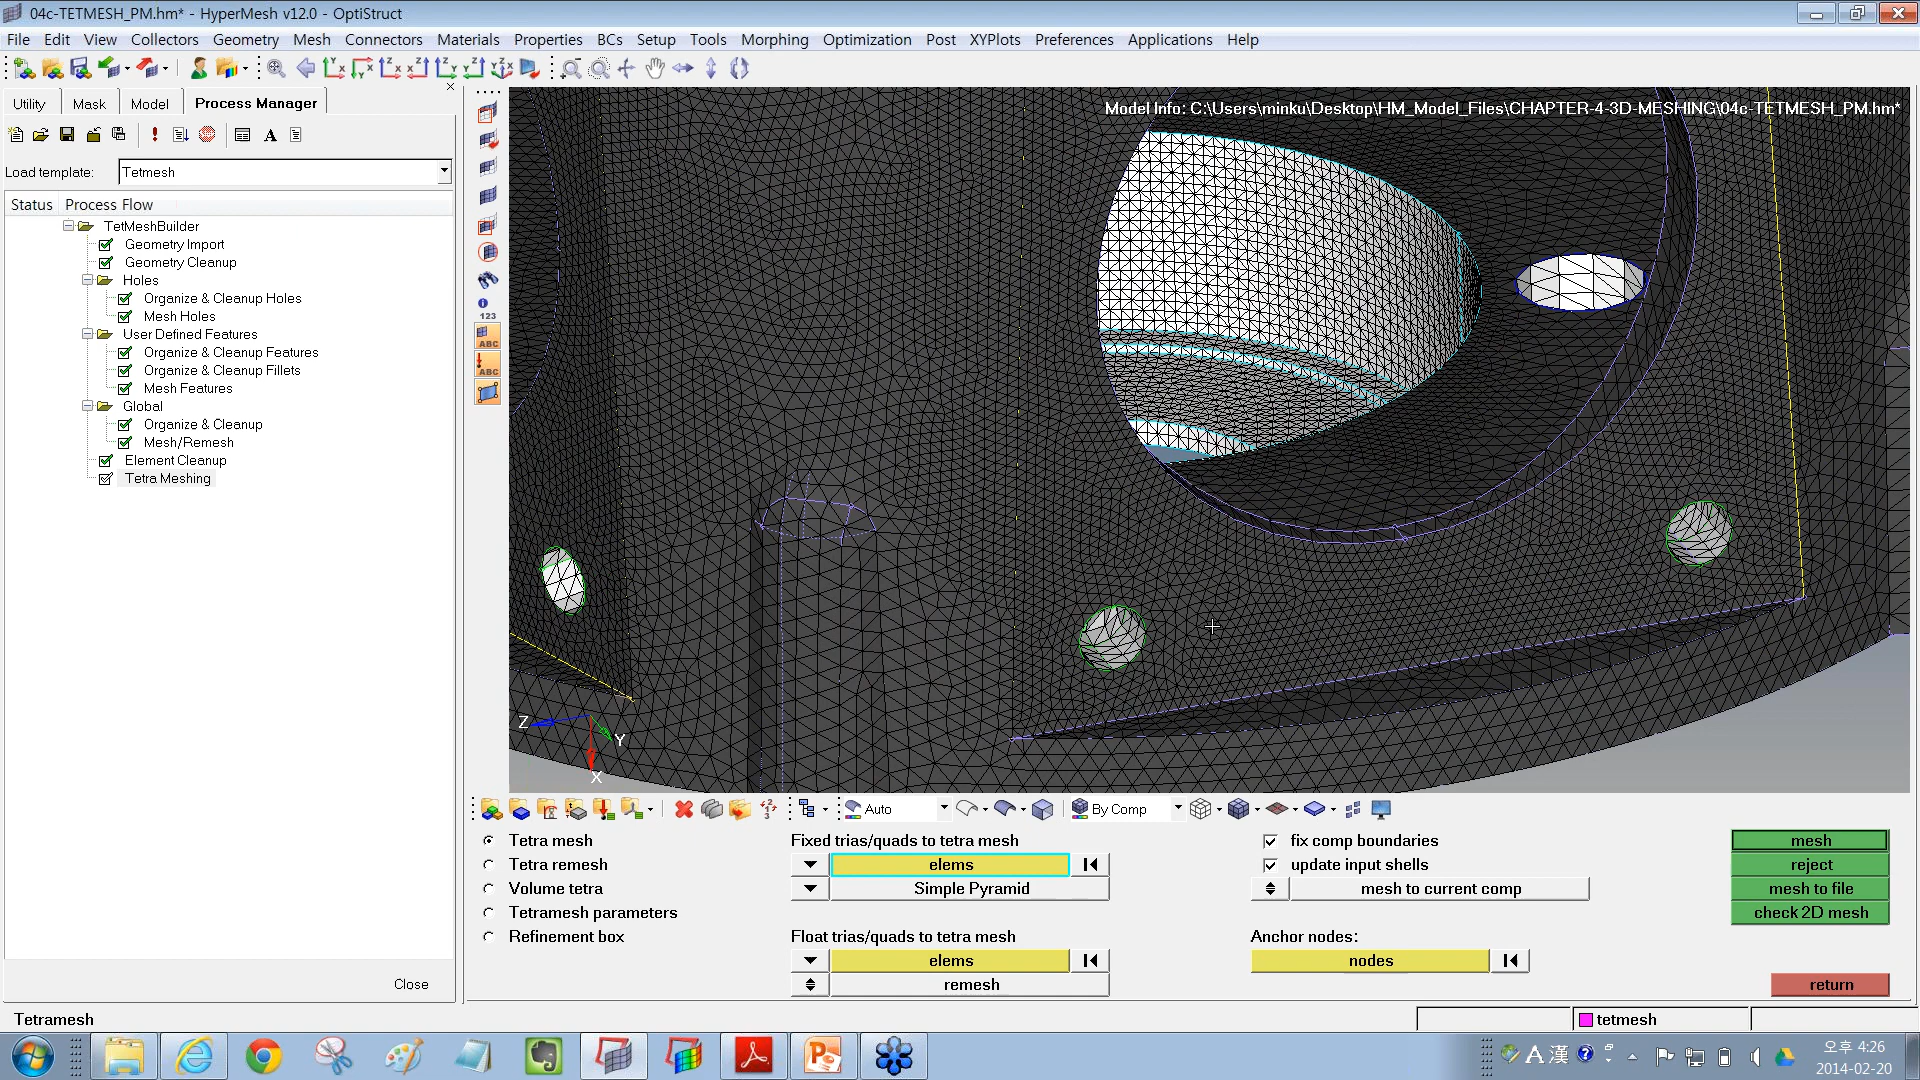 04c-TETMESH_PM.hm* - HyperMesh v12.0 - OptiStruct
File Edit View Collectors Geometry Mesh Connectors Materials Properties BCs Setup Tools Morphing Optimization Post XYPlots Preferences Applications Help
Utility Mask Model Process Manager
Load template: Tetmesh
Status Process Flow
TetMeshBuilder
Geometry Import
Geometry Cleanup
Holes
Organize & Cleanup Holes
Mesh Holes
User Defined Features
Organize & Cleanup Features
Organize & Cleanup Fillets
Mesh Features
Global
Organize & Cleanup
Mesh/Remesh
Element Cleanup
Tetra Meshing
Close
123
ABC
ABC
Model Info: C:\Users\minku\Desktop\HM_Model_Files\CHAPTER-4-3D-MESHING\04c-TETMESH_PM.hm*
Z
Y
X
Auto
By Comp
Tetra mesh
Tetra remesh
Volume tetra
Tetramesh parameters
Refinement box
Fixed trias/quads to tetra mesh
elems
Simple Pyramid
Float trias/quads to tetra mesh
elems
remesh
fix comp boundaries
update input shells
mesh to current comp
Anchor nodes:
nodes
mesh
reject
mesh to file
check 2D mesh
return
Tetramesh
tetmesh
A 漢
오후 4:26
2014-02-20